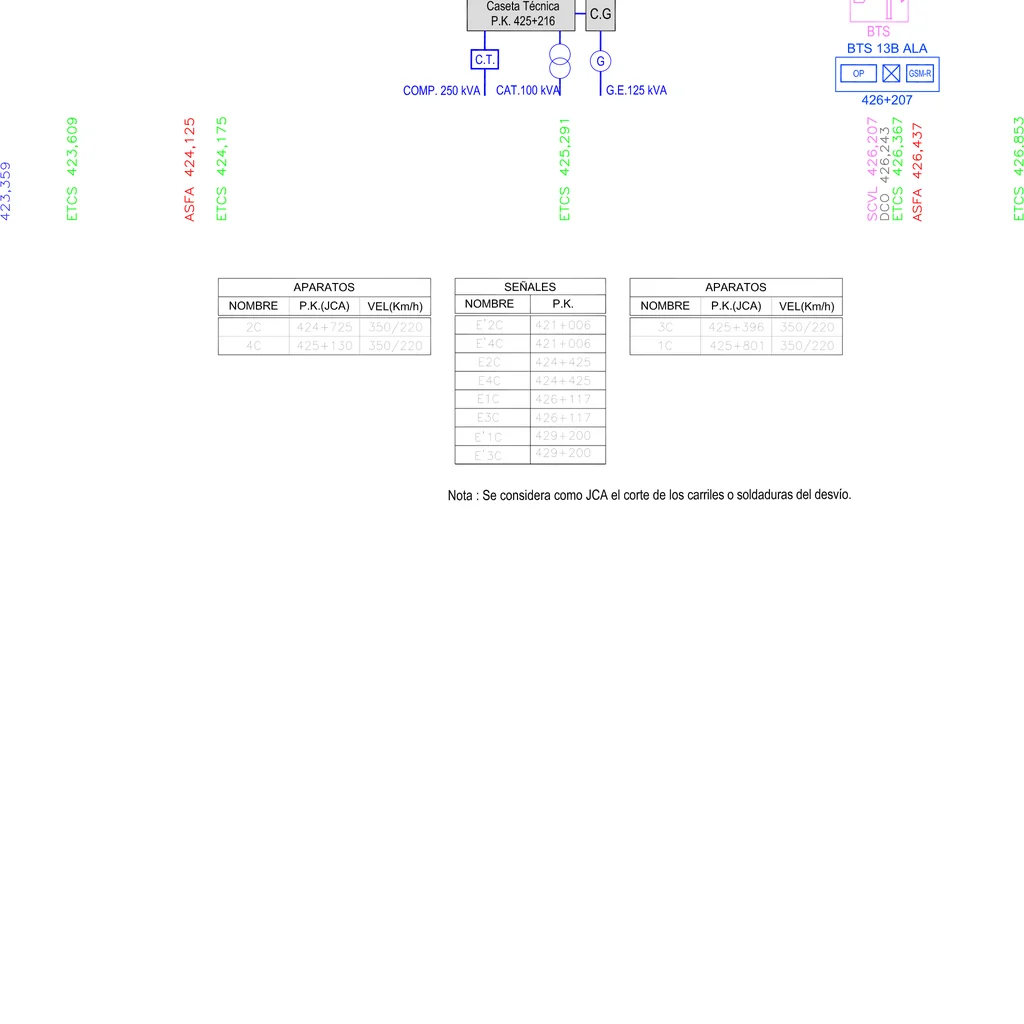 Caseta Técnica
P.K. 425+216
C.G
C.T.
G
COMP. 250 kVA
CAT.100 kVA
G.E.125 kVA
BTS
BTS 13B ALA
OP
GSM-R
426+207
423,359
ETCS 423,609
ASFA 424,125
ETCS 424,175
ETCS 425,291
SCVL 426,207
DCO 426,243
ETCS 426,367
ASFA 426,437
ETCS 426,853
APARATOS
NOMBRE P.K.(JCA) VEL(Km/h)
2C 424+725 350/220
4C 425+130 350/220
SEÑALES
NOMBRE P.K.
E'2C 421+006
E'4C 421+006
E2C 424+425
E4C 424+425
E1C 426+117
E3C 426+117
E'1C 429+200
E'3C 429+200
APARATOS
NOMBRE P.K.(JCA) VEL(Km/h)
3C 425+396 350/220
1C 425+801 350/220
Nota : Se considera como JCA el corte de los carriles o soldaduras del desvío.